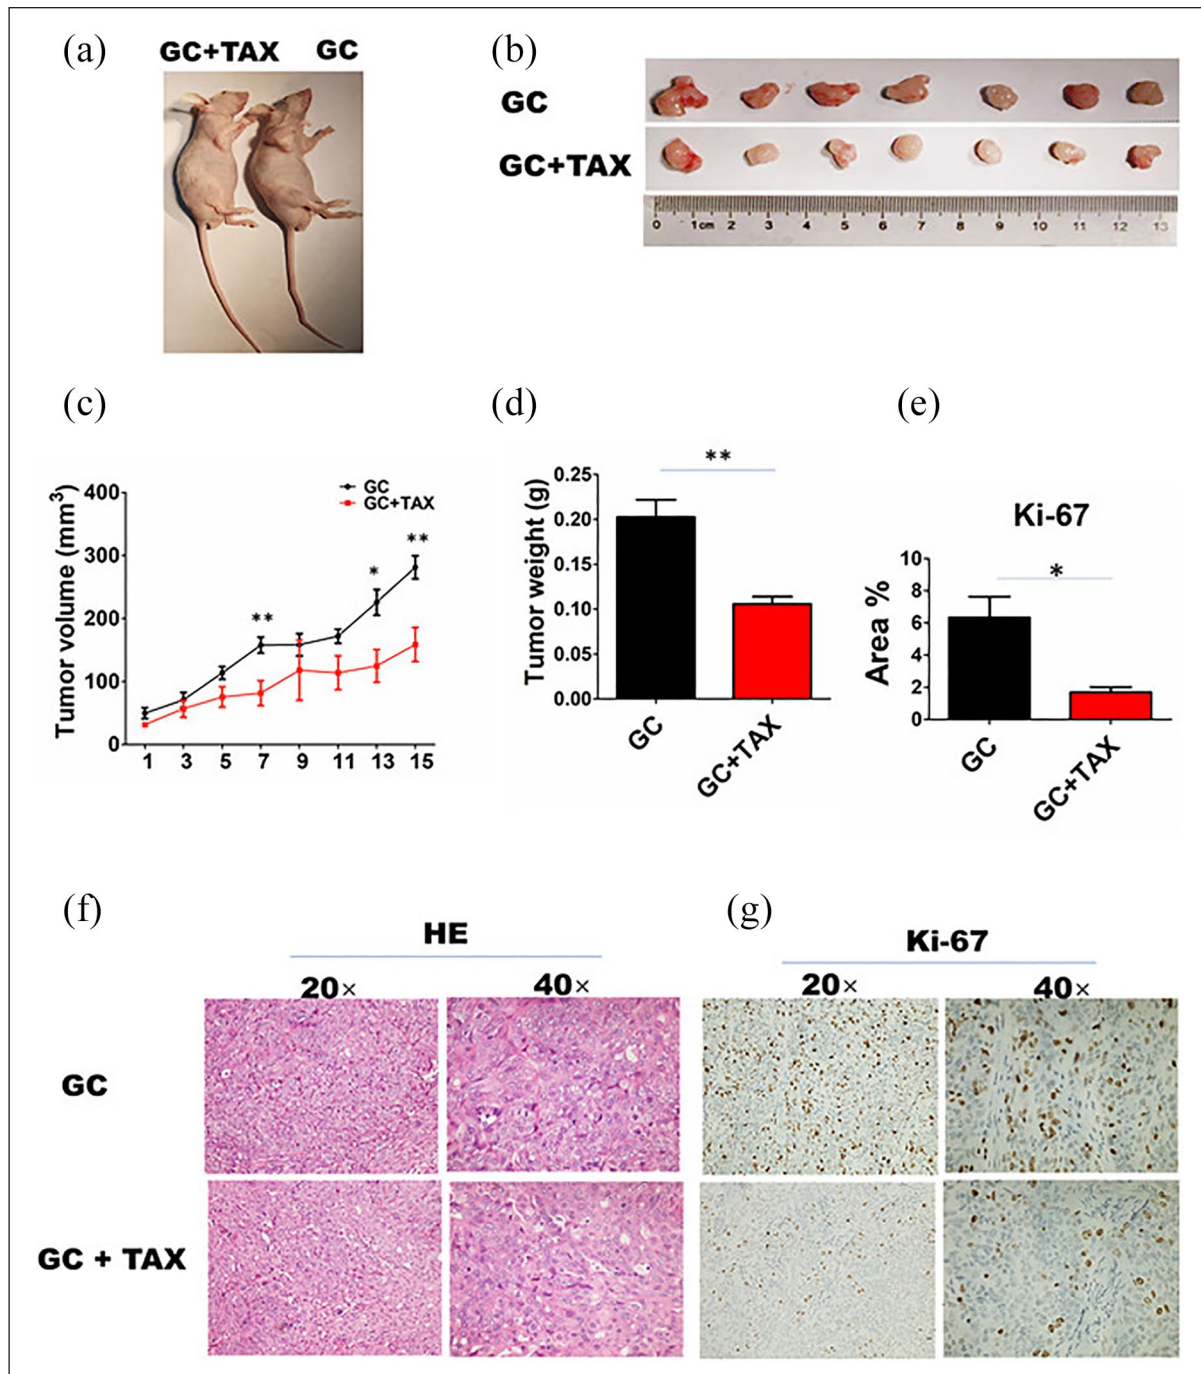 (a)
GC+TAX GC
(b)
GC
GC+TAX
0 1cm 2 3 4 5 6 7 8 9 10 11 12 13
(c)
Tumor volume (mm3)
400
300
200
100
0
GC
GC+TAX
**
*
**
1 3 5 7 9 11 13 15
(d)
Tumor weight (g)
0.25
0.20
0.15
0.10
0.05
0.00
**
GC
GC+TAX
(e)
Ki-67
Area %
10
8
6
4
2
0
*
GC
GC+TAX
(f)
HE
20× 40×
(g)
Ki-67
20× 40×
GC
GC + TAX